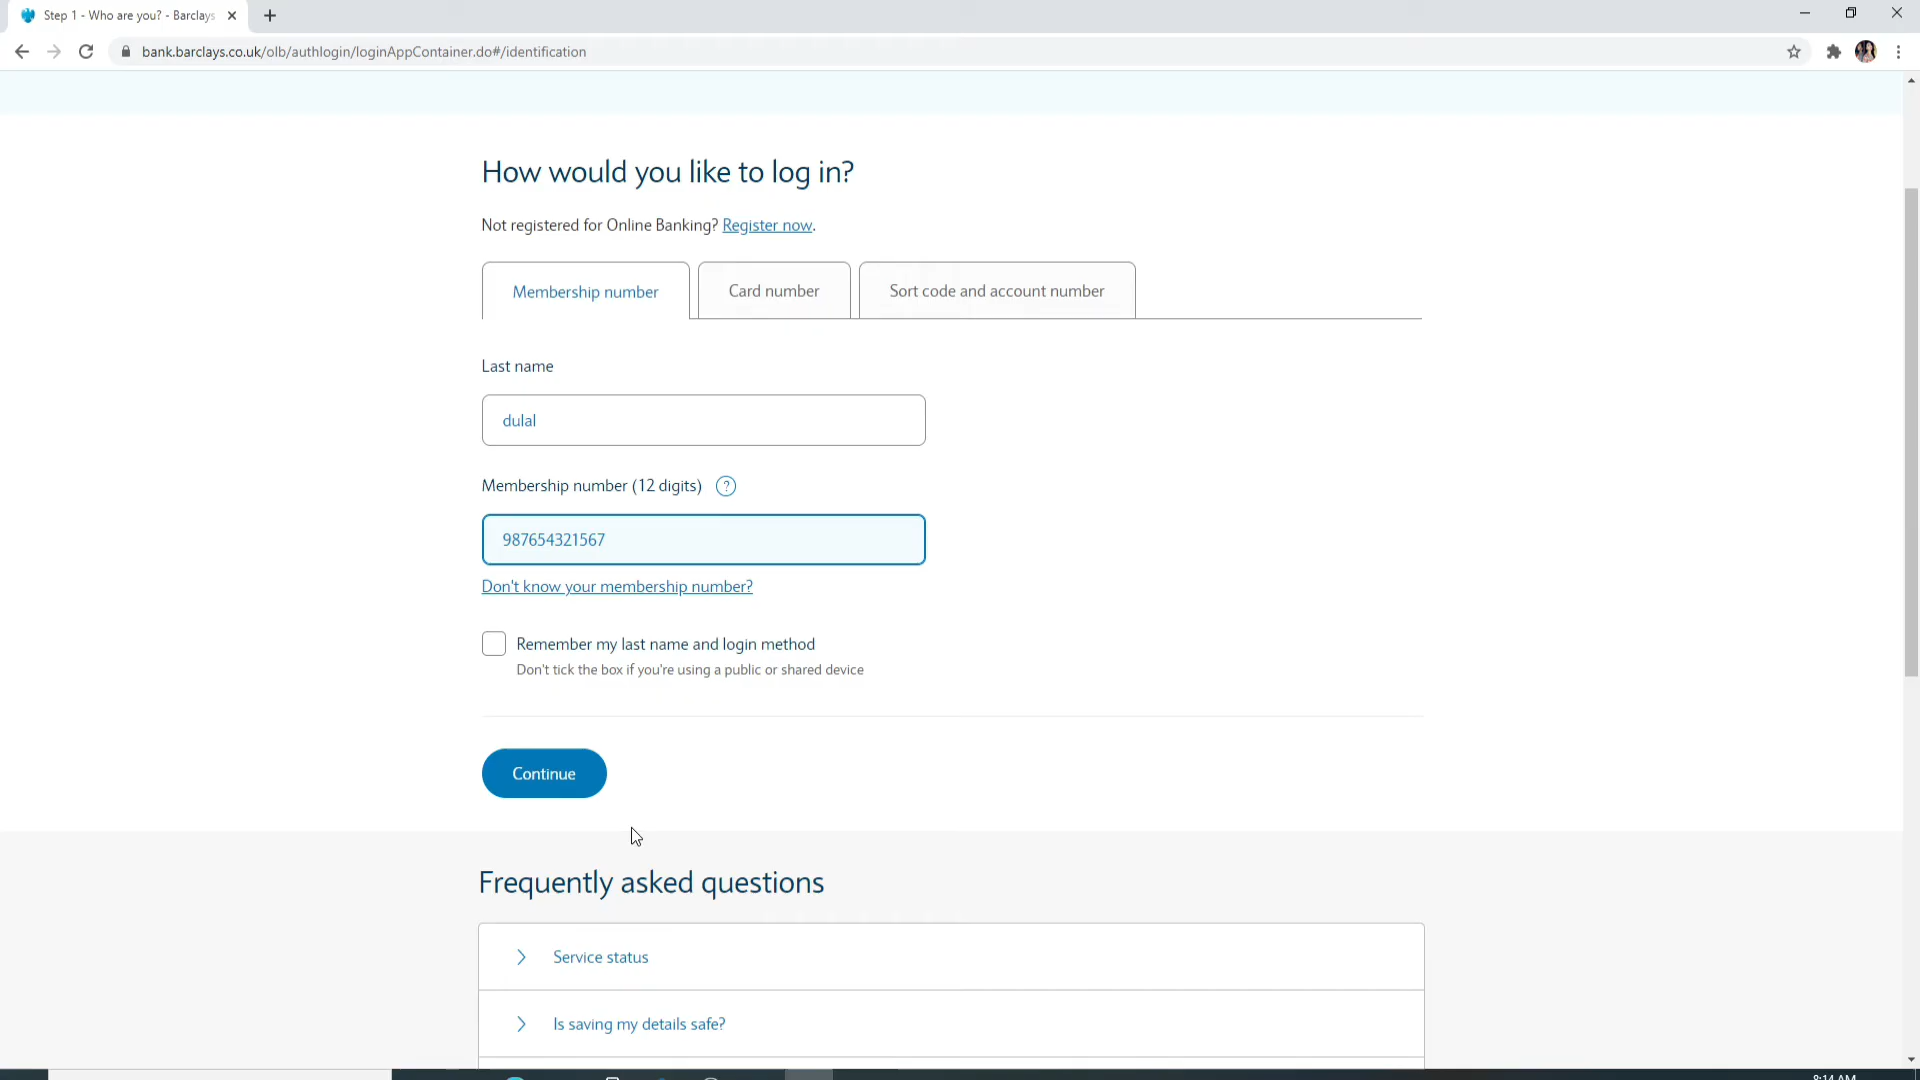 Step 1 - Who are you? - Barclays
bank.barclays.co.uk/olb/authlogin/loginAppContainer.do#/identification
How would you like to log in?
Not registered for Online Banking? Register now.
Membership number
Card number
Sort code and account number
Last name
dulal
Membership number (12 digits) ?
987654321567
Don't know your membership number?
Remember my last name and login method
Don't tick the box if you're using a public or shared device
Continue
Frequently asked questions
Service status
Is saving my details safe?
8:14 AM